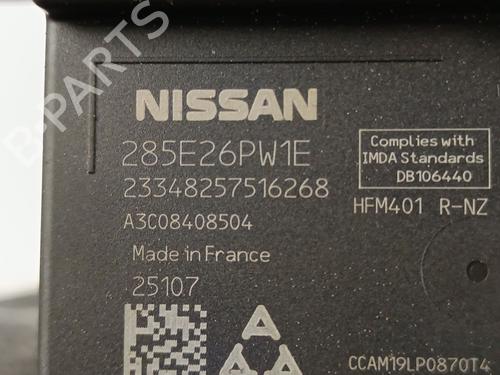 NISSAN
285E26PW1E
23348257516268
A3C08408504
Made in France
25107
Complies with
IMDA Standards
DB106440
HFM401 R-NZ
CCAM19LP0870T4
B-PARTS